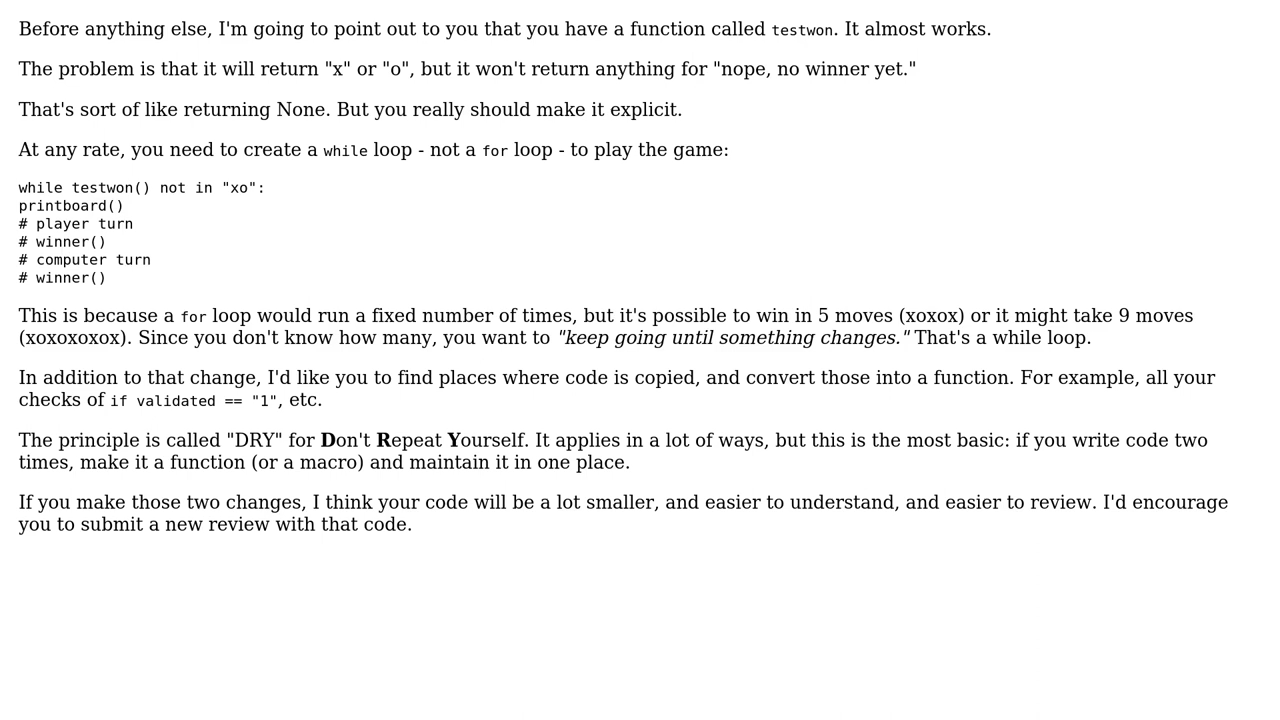 Before anything else, I'm going to point out to you that you have a function called testwon. It almost works.
The problem is that it will return "x" or "o", but it won't return anything for "nope, no winner yet."
That's sort of like returning None. But you really should make it explicit.
At any rate, you need to create a while loop - not a for loop - to play the game:
while testwon() not in "xo":
printboard()
# player turn
# winner()
# computer turn
# winner()
This is because a for loop would run a fixed number of times, but it's possible to win in 5 moves (xoxox) or it might take 9 moves
(xoxoxoxox). Since you don't know how many, you want to "keep going until something changes." That's a while loop.
In addition to that change, I'd like you to find places where code is copied, and convert those into a function. For example, all your
checks of if validated == "1", etc.
The principle is called "DRY" for Don't Repeat Yourself. It applies in a lot of ways, but this is the most basic: if you write code two
times, make it a function (or a macro) and maintain it in one place.
If you make those two changes, I think your code will be a lot smaller, and easier to understand, and easier to review. I'd encourage
you to submit a new review with that code.